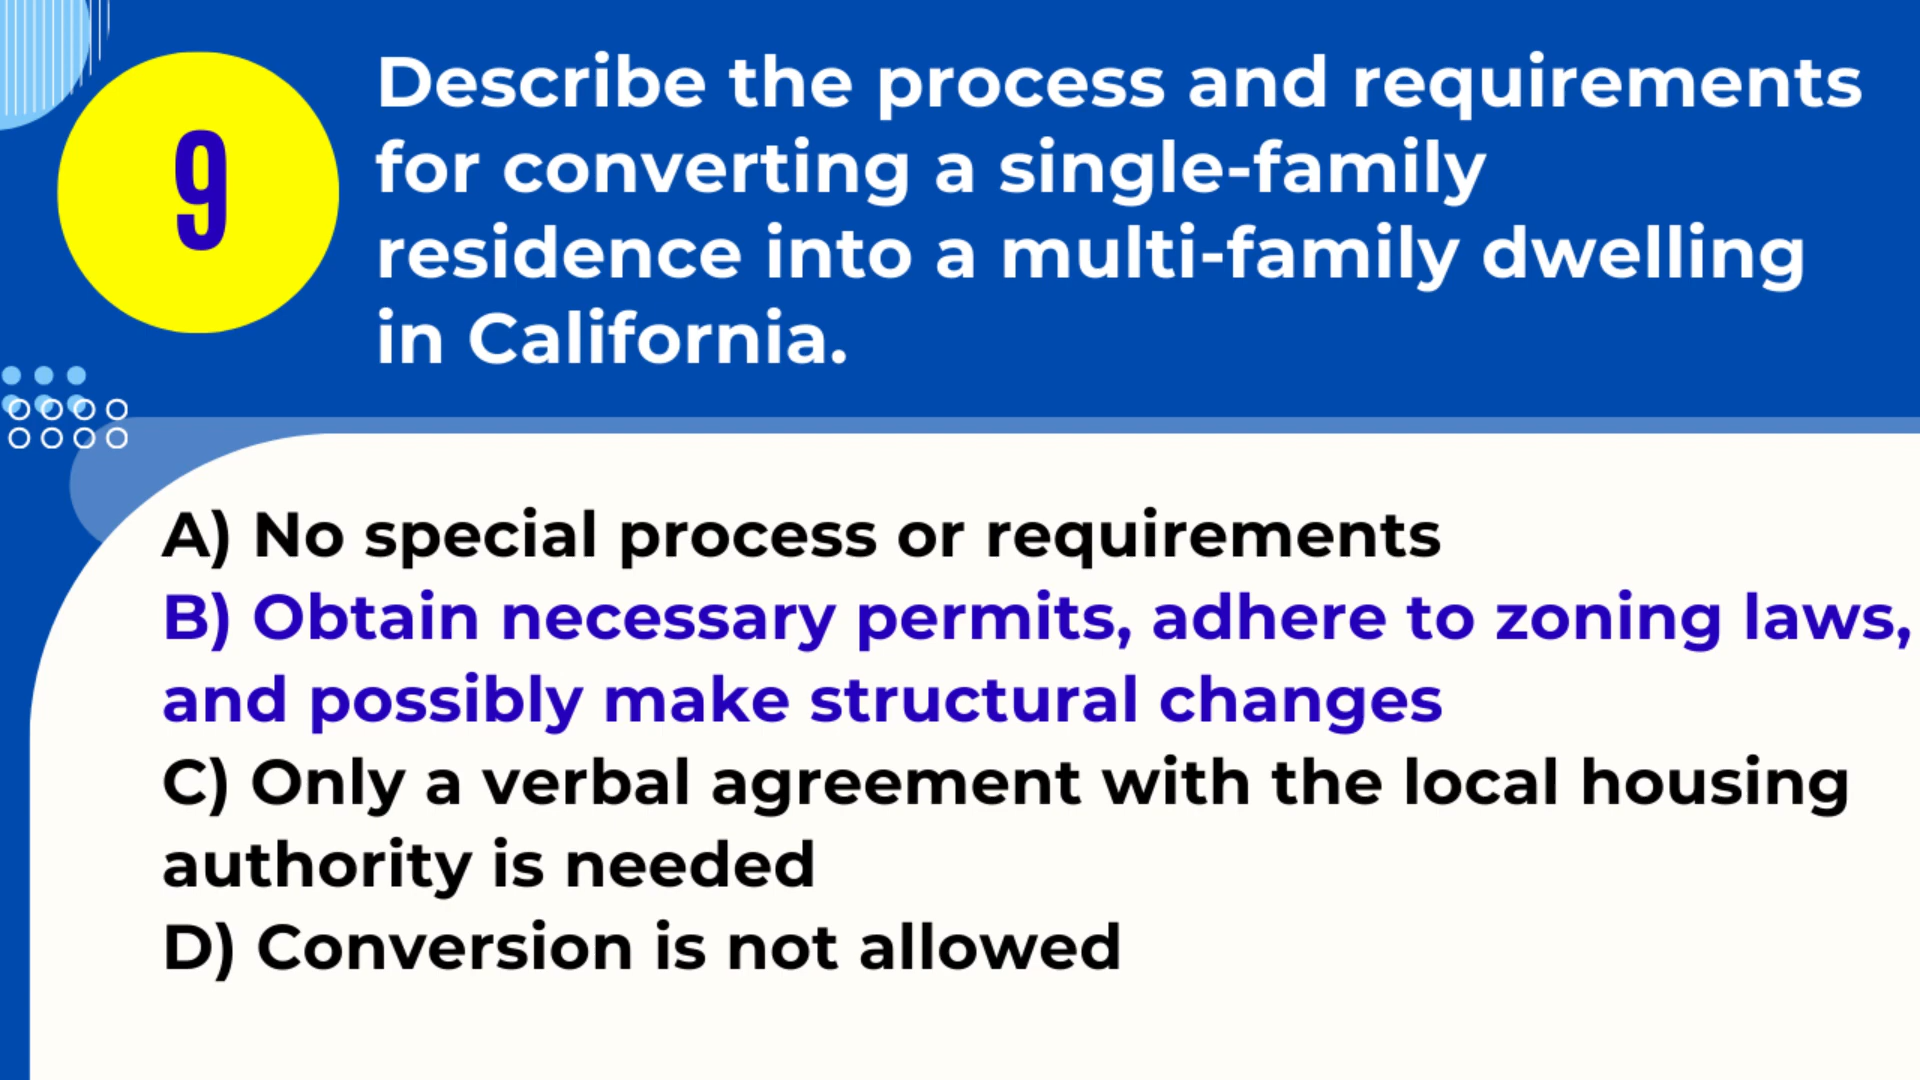 9
Describe the process and requirements
for converting a single-family
residence into a multi-family dwelling
in California.
A) No special process or requirements
B) Obtain necessary permits, adhere to zoning laws,
and possibly make structural changes
C) Only a verbal agreement with the local housing
authority is needed
D) Conversion is not allowed